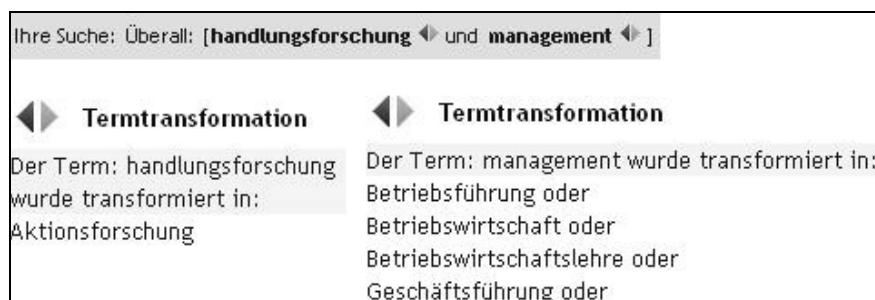 Ihre Suche: Überall: [handlungsforschung und management ]
Termtransformation
Der Term: handlungsforschung
wurde transformiert in:
Aktionsforschung
Termtransformation
Der Term: management wurde transformiert in:
Betriebsführung oder
Betriebswirtschaft oder
Betriebswirtschaftslehre oder
Geschäftsführung oder